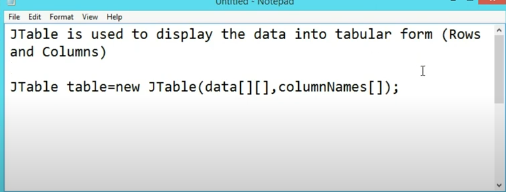 Untitled - Notepad
File Edit Format View Help
JTable is used to display the data into tabular form (Rows
and Columns)
JTable table=new JTable(data[][],columnNames[]);